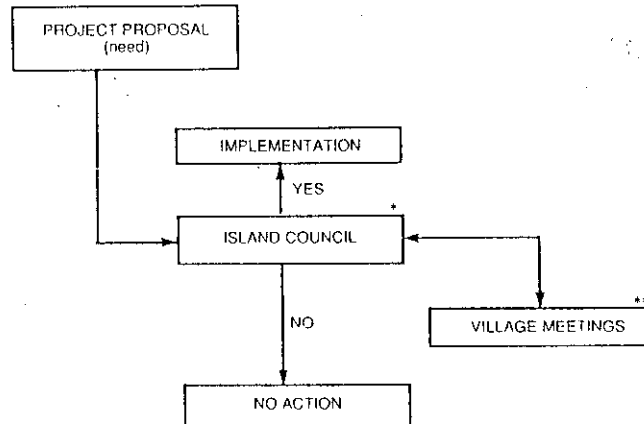 PROJECT PROPOSAL
(need)
IMPLEMENTATION
YES
*
ISLAND COUNCIL
**
VILLAGE MEETINGS
NO
NO ACTION